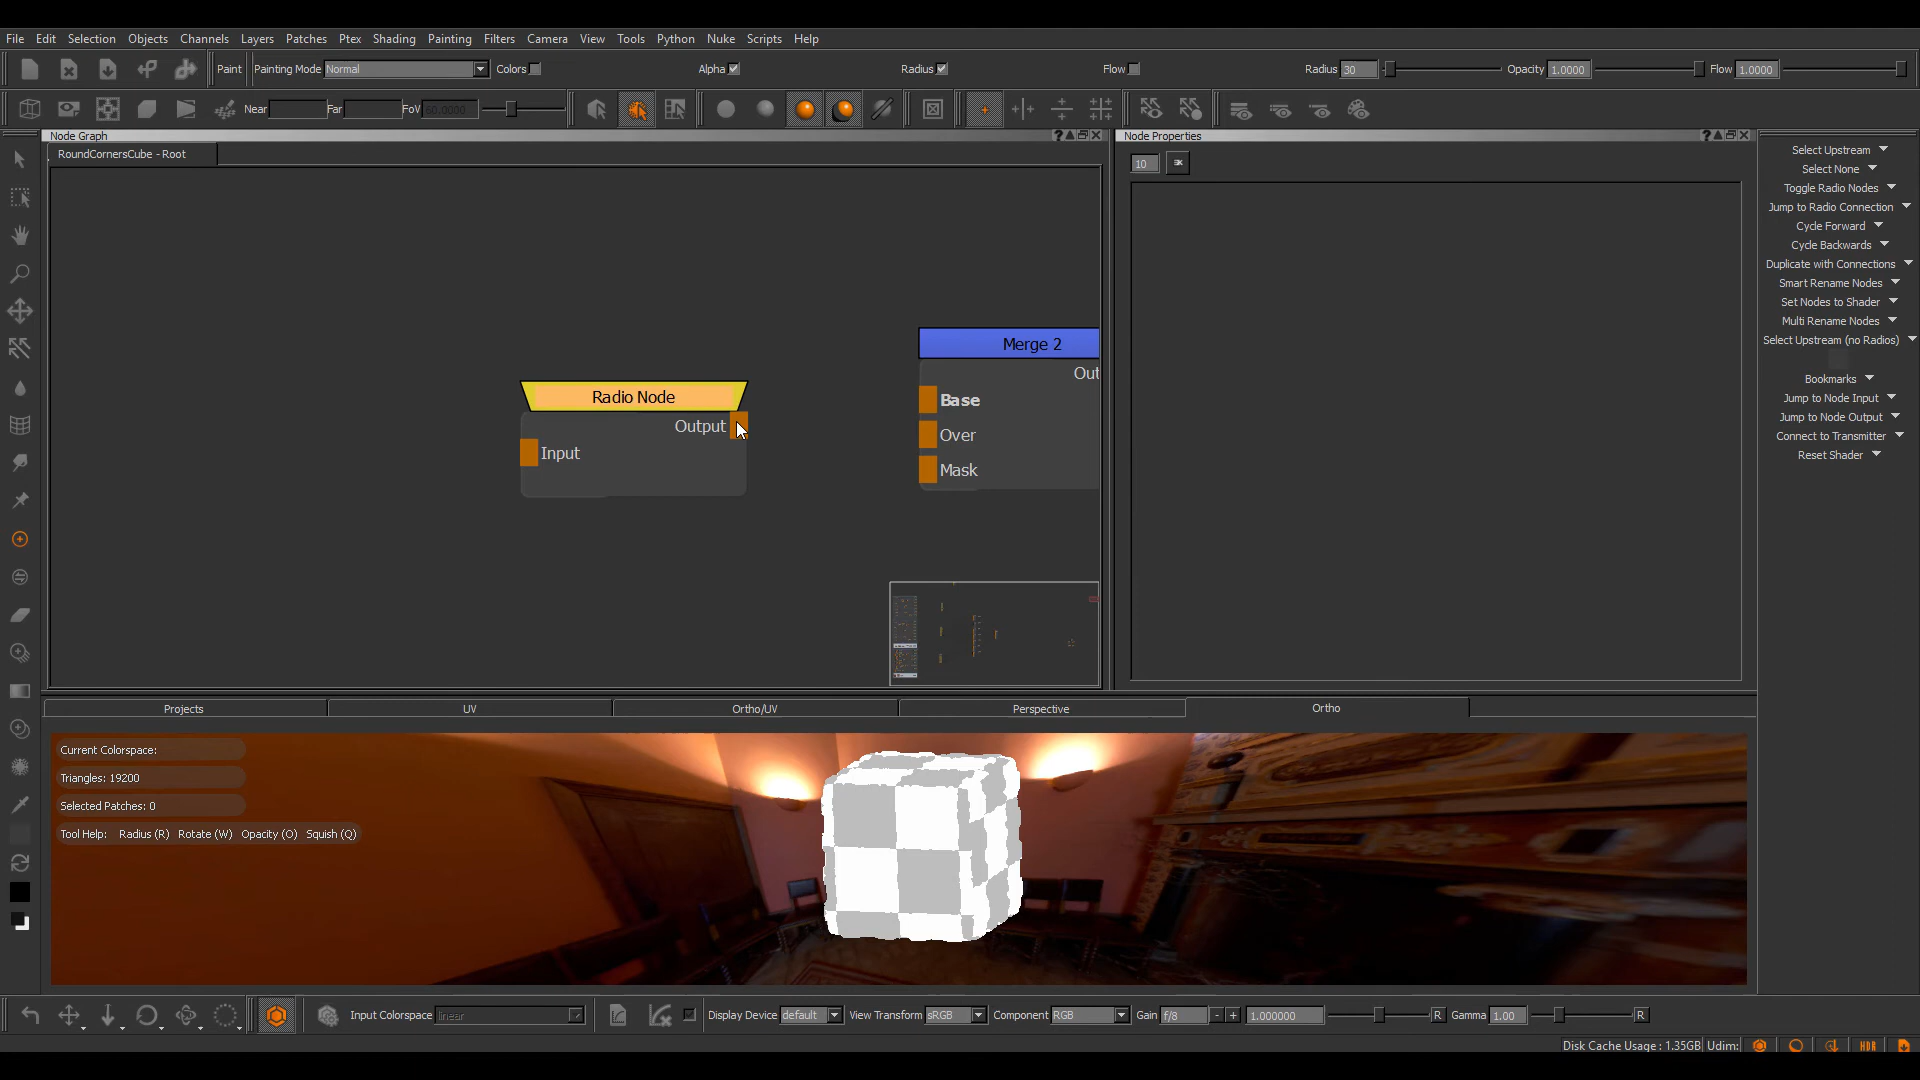 File Edit Selection Objects Channels Layers Patches Ptex Shading Painting Filters Camera View Tools Python Nuke Scripts Help
Paint Painting Mode Normal Colors Alpha Radius Flow Radius 30 Opacity 1.0000 Flow 1.0000
Near Far FoV 60.0000
Node Graph
Node Properties
RoundCornersCube - Root
10
Select Upstream
Select None
Toggle Radio Nodes
Jump to Radio Connection
Cycle Forward
Cycle Backwards
Duplicate with Connections
Smart Rename Nodes
Set Nodes to Shader
Multi Rename Nodes
Select Upstream (no Radios)
Bookmarks
Jump to Node Input
Jump to Node Output
Connect to Transmitter
Reset Shader
Merge 2
Out
Base
Over
Mask
Radio Node
Output
Input
Projects UV Ortho/UV Perspective Ortho
Current Colorspace:
Triangles: 19200
Selected Patches: 0
Tool Help: Radius (R) Rotate (W) Opacity (O) Squish (Q)
Input Colorspace linear Display Device default View Transform sRGB Component RGB Gain f/8 - + 1.000000 R Gamma 1.00 R
Disk Cache Usage : 1.35GB Udim: HDR